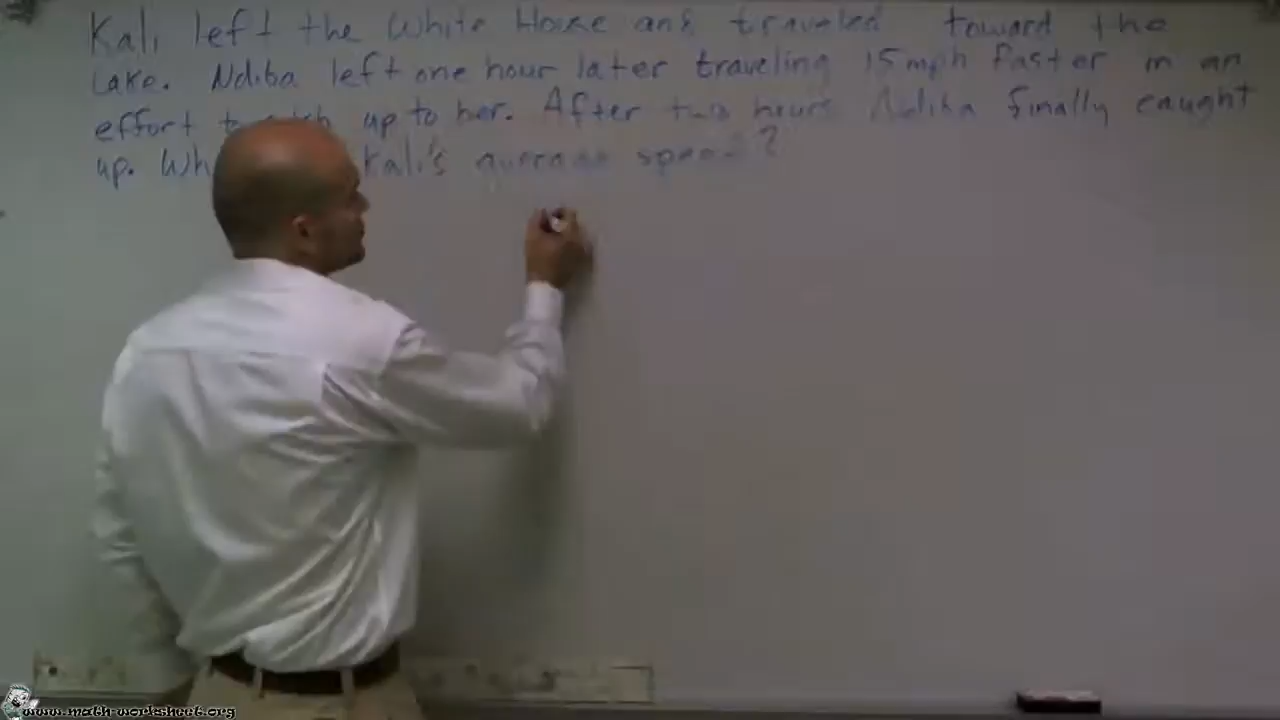 Kali left the White House and traveled toward the
Lake. Ndiba left one hour later traveling 15mph faster in an
effort up to her. After two hours Ndiba finally caught
up. Kali's average speed?
www.math-worksheet.org